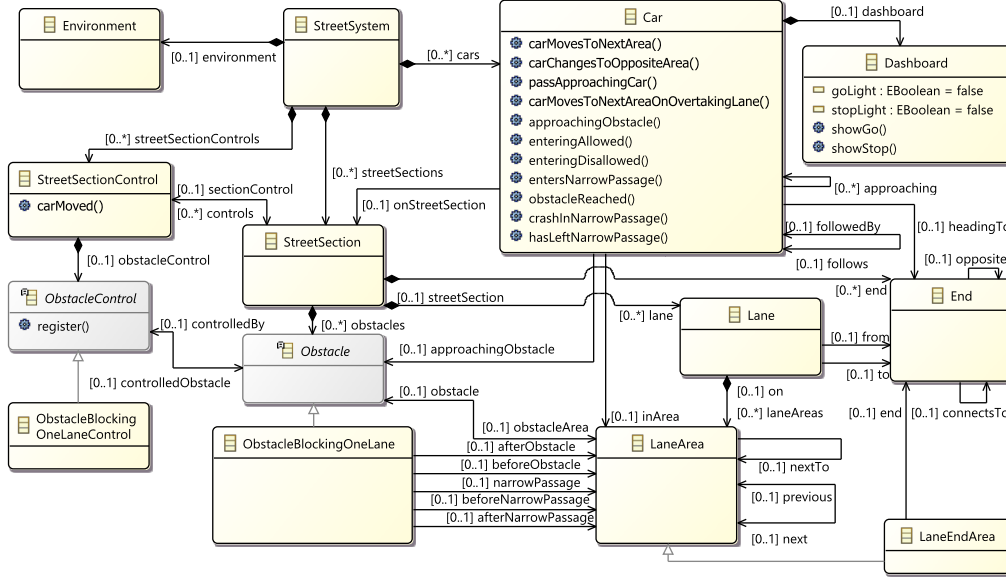 Environment
StreetSystem
Car
[0..1] dashboard
[0..1] environment
[0..*] cars
carMovesToNextArea()
carChangesToOppositeArea()
passApproachingCar()
carMovesToNextAreaOnOvertakingLane()
approachingObstacle()
enteringAllowed()
enteringDisallowed()
entersNarrowPassage()
obstacleReached()
crashInNarrowPassage()
hasLeftNarrowPassage()
Dashboard
goLight : EBoolean = false
stopLight : EBoolean = false
showGo()
showStop()
[0..*] streetSectionControls
StreetSectionControl
carMoved()
[0..1] sectionControl
[0..*] controls
[0..*] streetSections
[0..1] onStreetSection
[0..*] approaching
[0..1] followedBy
[0..1] headingTo
[0..1] follows
[0..1] opposite
[0..1] obstacleControl
StreetSection
ObstacleControl
register()
[0..1] streetSection
[0..*] end
End
[0..*] lane
Lane
[0..1] controlledBy
[0..*] obstacles
Obstacle
[0..1] approachingObstacle
[0..1] from
[0..1] to
[0..1] controlledObstacle
[0..1] obstacle
[0..1] on
[0..*] laneAreas
[0..1] inArea
[0..1] end
[0..1] connectsTo
ObstacleBlocking
OneLaneControl
ObstacleBlockingOneLane
[0..1] obstacleArea
[0..1] afterObstacle
[0..1] beforeObstacle
[0..1] narrowPassage
[0..1] beforeNarrowPassage
[0..1] afterNarrowPassage
LaneArea
[0..1] nextTo
[0..1] previous
[0..1] next
LaneEndArea